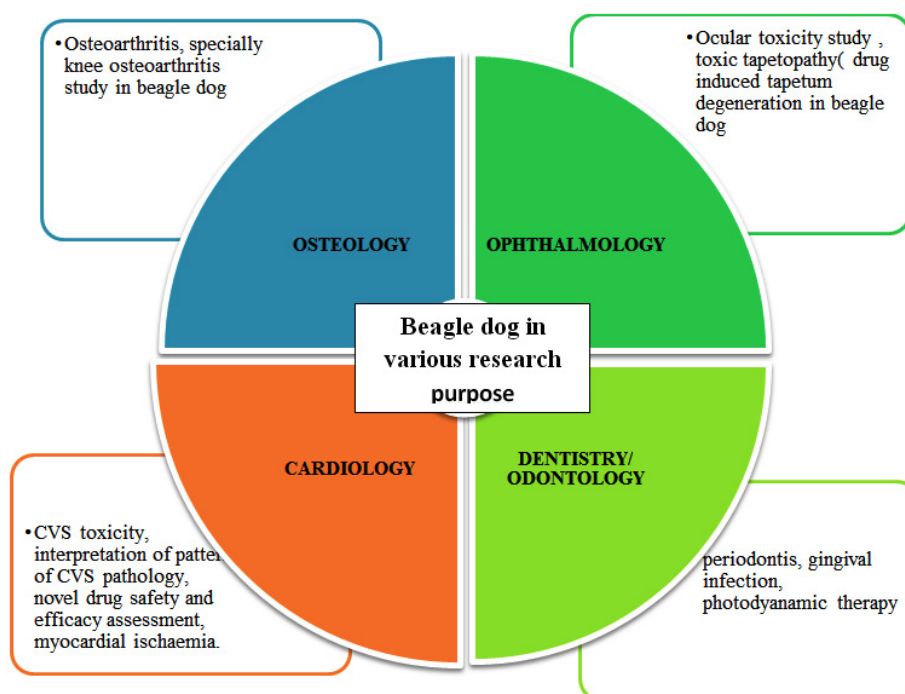 •Osteoarthritis, specially
knee osteoarthritis
study in beagle dog
•Ocular toxicity study ,
toxic tapetopathy( drug
induced tapetum
degeneration in beagle
dog
OSTEOLOGY
OPHTHALMOLOGY
Beagle dog in
various research
purpose
CARDIOLOGY
DENTISTRY/
ODONTOLOGY
•CVS toxicity,
interpretation of
of CVS pathology,
novel drug safety and
efficacy assessment,
myocardial ischaemia.
periodontis, gingival
infection,
photodyanamic therapy